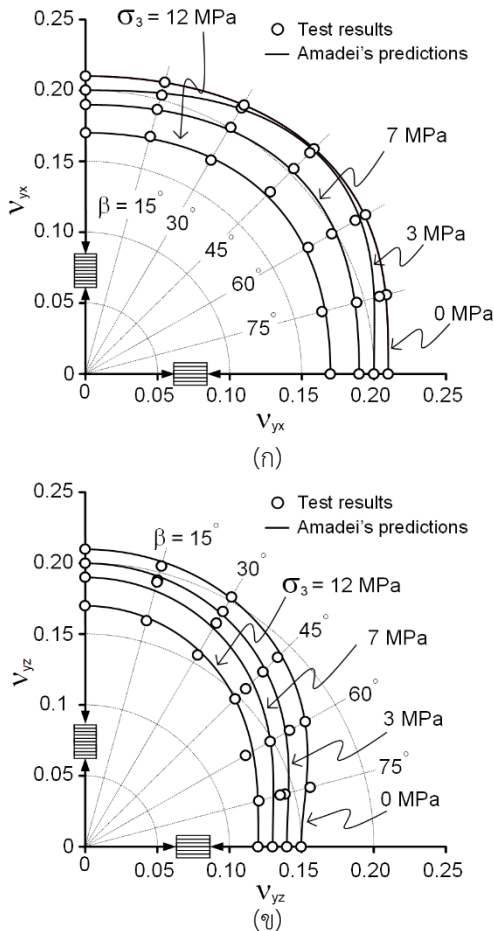 0.25
σ3 = 12 MPa
Test results
Amadei's predictions
0.20
7 MPa
0.15
β = 15°
30°
νyx
0.10
45°
3 MPa
60°
0.05
75°
0 MPa
0
0 0.05 0.10 0.15 0.20 0.25
νyx
(ก)
0.25
Test results
β = 15°
Amadei's predictions
0.20
30°
σ3 = 12 MPa
0.15
45°
7 MPa
νyz
0.10
60°
3 MPa
0.05
75°
0 MPa
0
0 0.05 0.10 0.15 0.20 0.25
νyz
(ข)